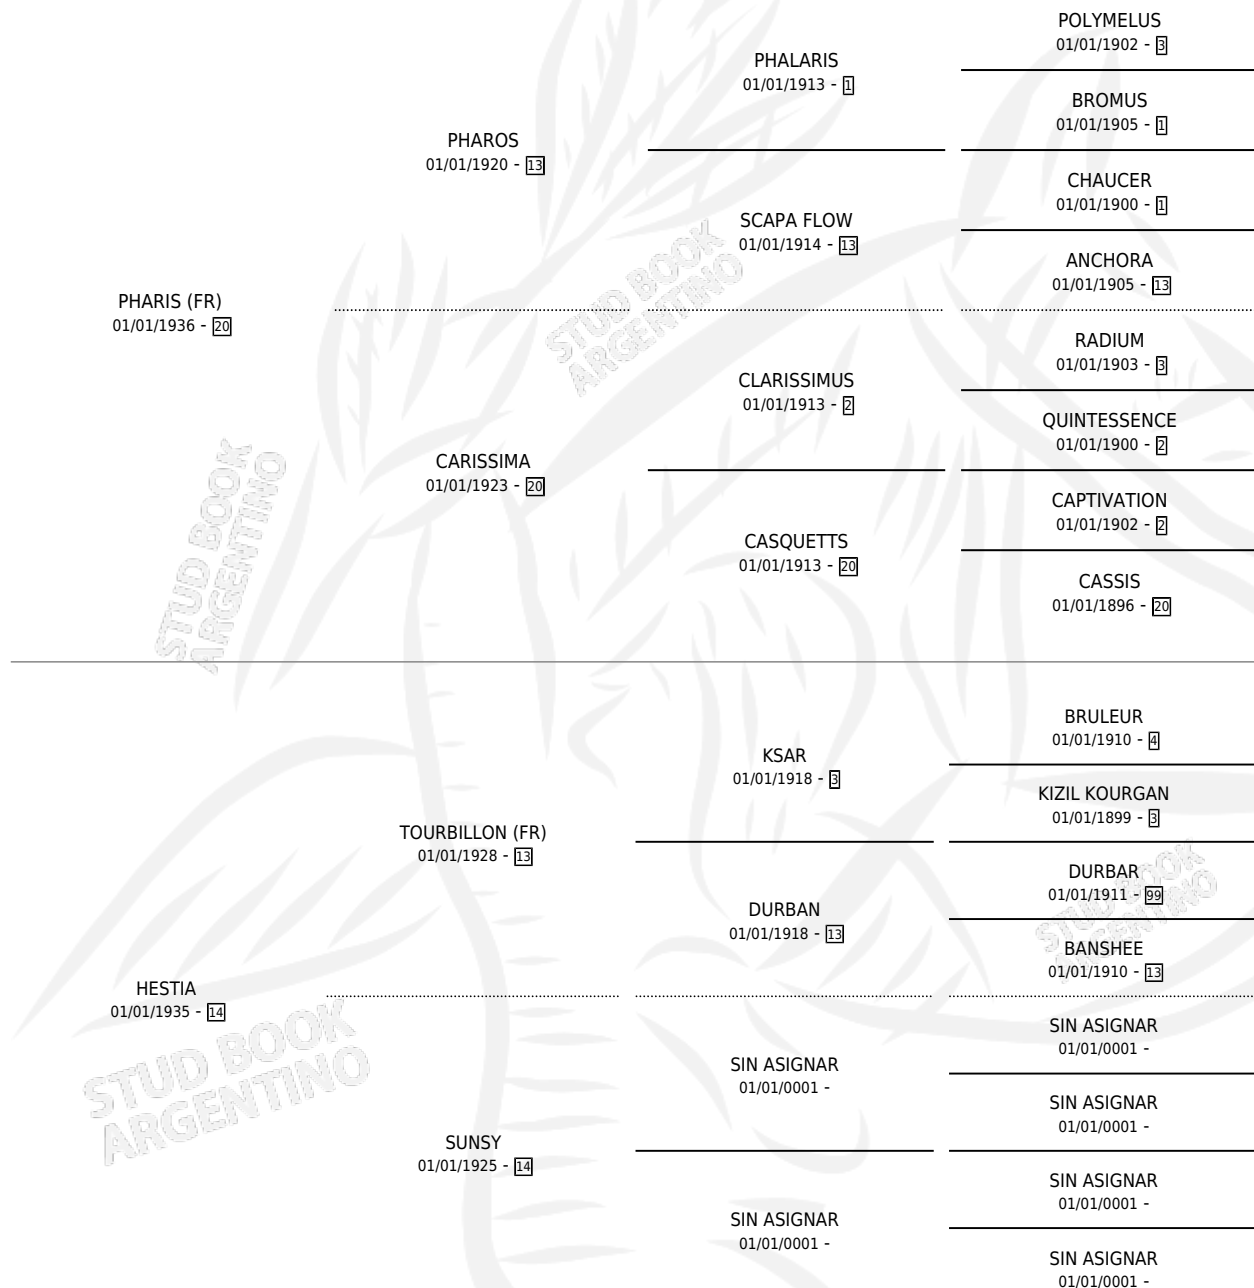 POLYMELUS
01/01/1902 - 3
PHALARIS
01/01/1913 - 1
BROMUS
01/01/1905 - 1
PHAROS
01/01/1920 - 13
CHAUCER
01/01/1900 - 1
SCAPA FLOW
01/01/1914 - 13
ANCHORA
01/01/1905 - 13
PHARIS (FR)
01/01/1936 - 20
RADIUM
01/01/1903 - 3
CLARISSIMUS
01/01/1913 - 2
QUINTESSENCE
01/01/1900 - 2
CARISSIMA
01/01/1923 - 20
CAPTIVATION
01/01/1902 - 2
CASQUETTS
01/01/1913 - 20
CASSIS
01/01/1896 - 20
BRULEUR
01/01/1910 - 4
KSAR
01/01/1918 - 3
KIZIL KOURGAN
01/01/1899 - 3
TOURBILLON (FR)
01/01/1928 - 13
DURBAR
01/01/1911 - 99
DURBAN
01/01/1918 - 13
BANSHEE
01/01/1910 - 13
HESTIA
01/01/1935 - 14
SIN ASIGNAR
01/01/0001 -
SIN ASIGNAR
01/01/0001 -
SIN ASIGNAR
01/01/0001 -
SUNSY
01/01/1925 - 14
SIN ASIGNAR
01/01/0001 -
SIN ASIGNAR
01/01/0001 -
SIN ASIGNAR
01/01/0001 -
STUD BOOK
ARGENTINO
STUD BOOK
ARGENTINO
STUD BOOK
ARGENTINO
STUD BOOK
ARGENTINO